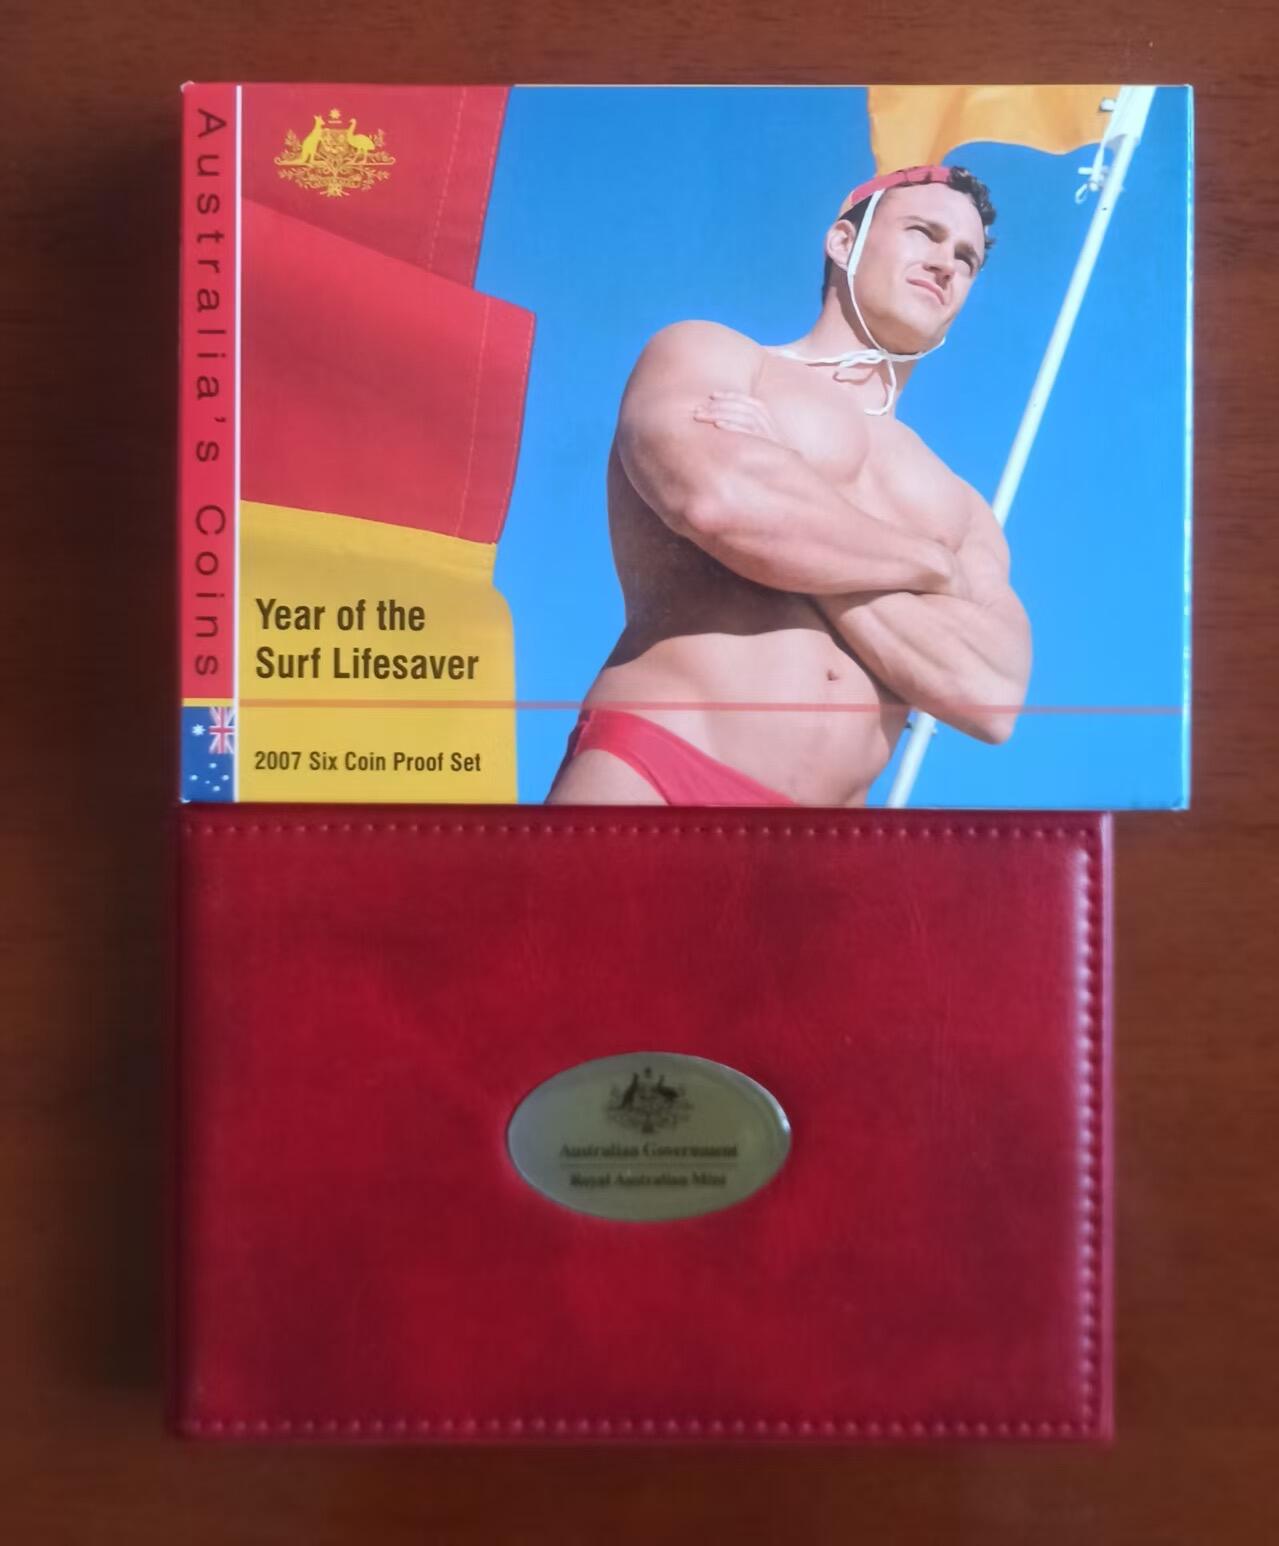 Australia's Coins
Year of the
Surf Lifesaver
2007 Six Coin Proof Set
Australian Government
Royal Australian Mint